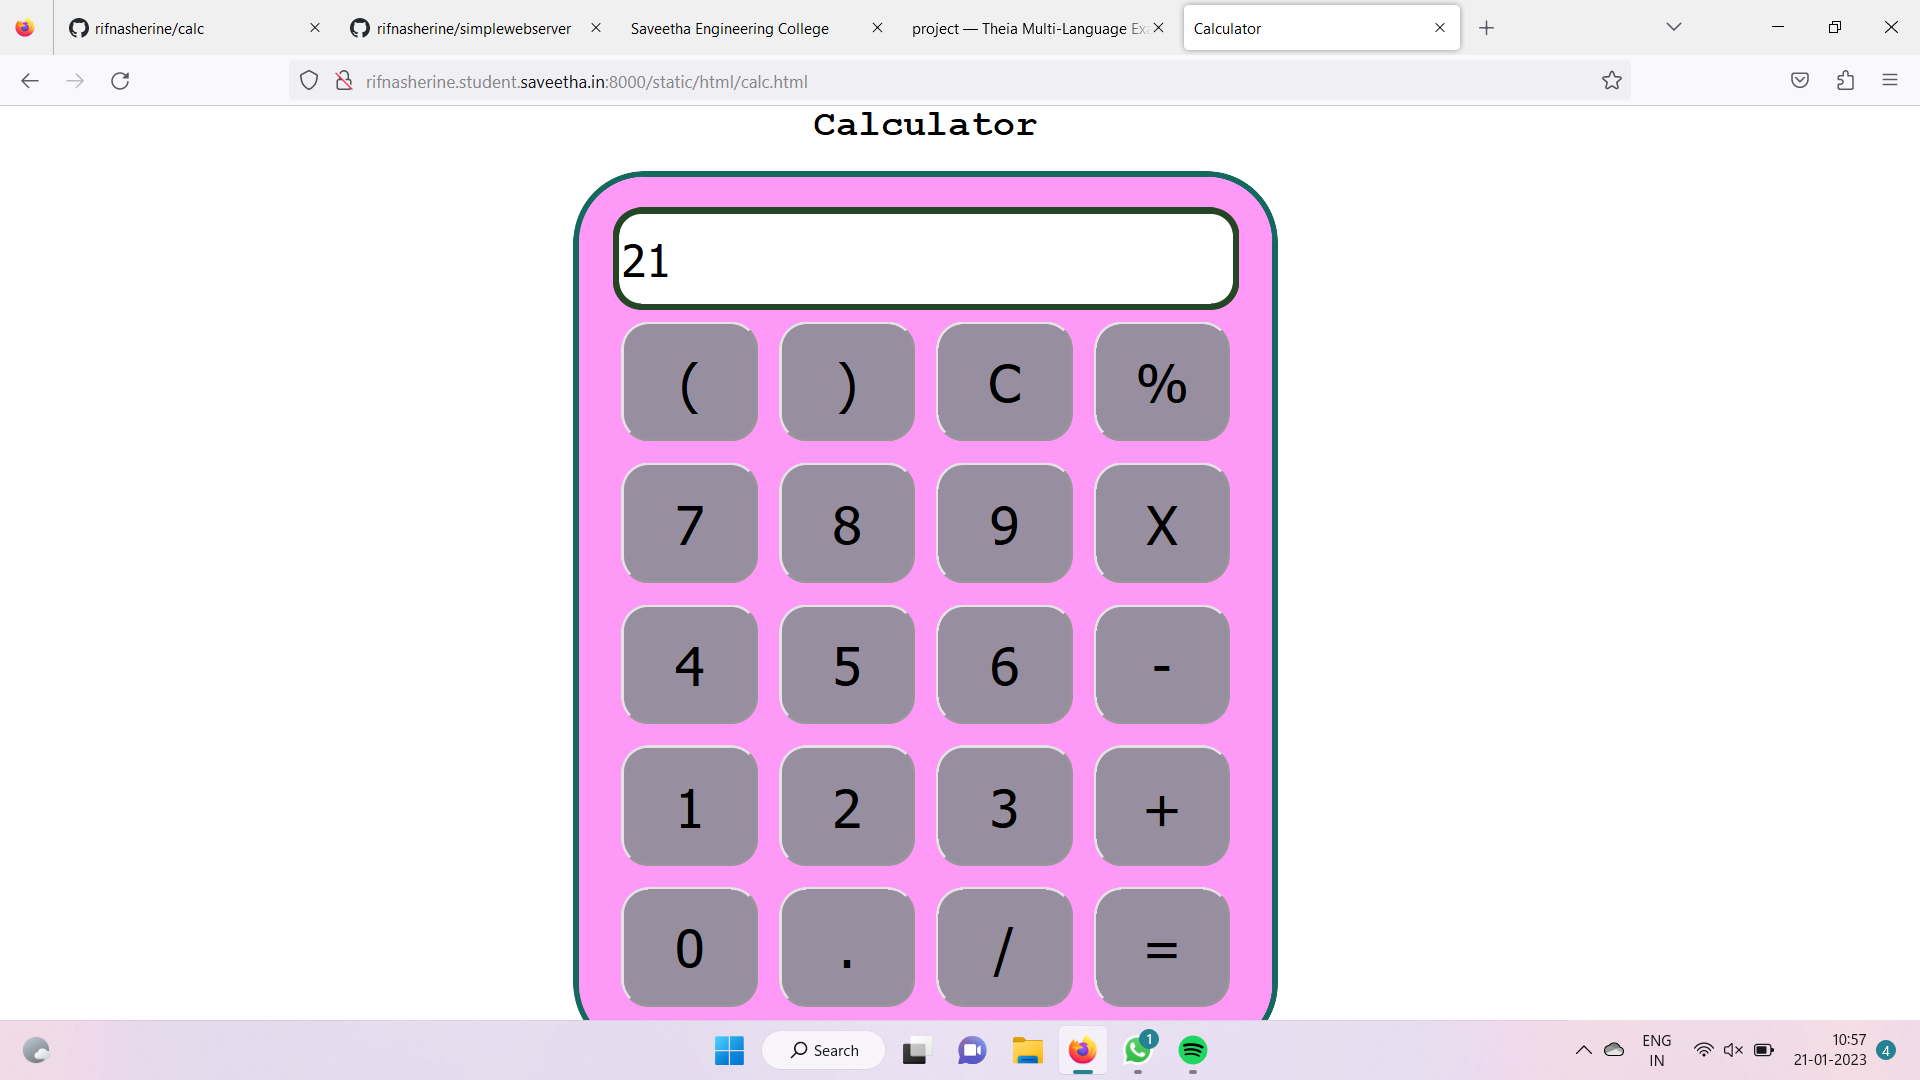 rifnasherine/calc
rifnasherine/simplewebserver
Saveetha Engineering College
project — Theia Multi-Language Ex
Calculator
rifnasherine.student.saveetha.in:8000/static/html/calc.html
Calculator
21
( ) C %
7 8 9 X
4 5 6 -
1 2 3 +
0 . / =
Search
1
ENG
IN
10:57
21-01-2023
4